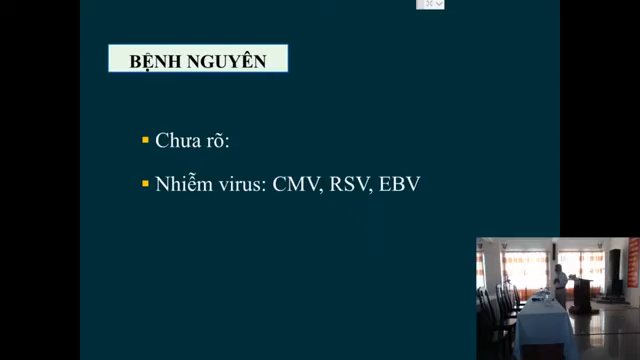 BỆNH NGUYÊN
Chưa rõ:
Nhiễm virus: CMV, RSV, EBV